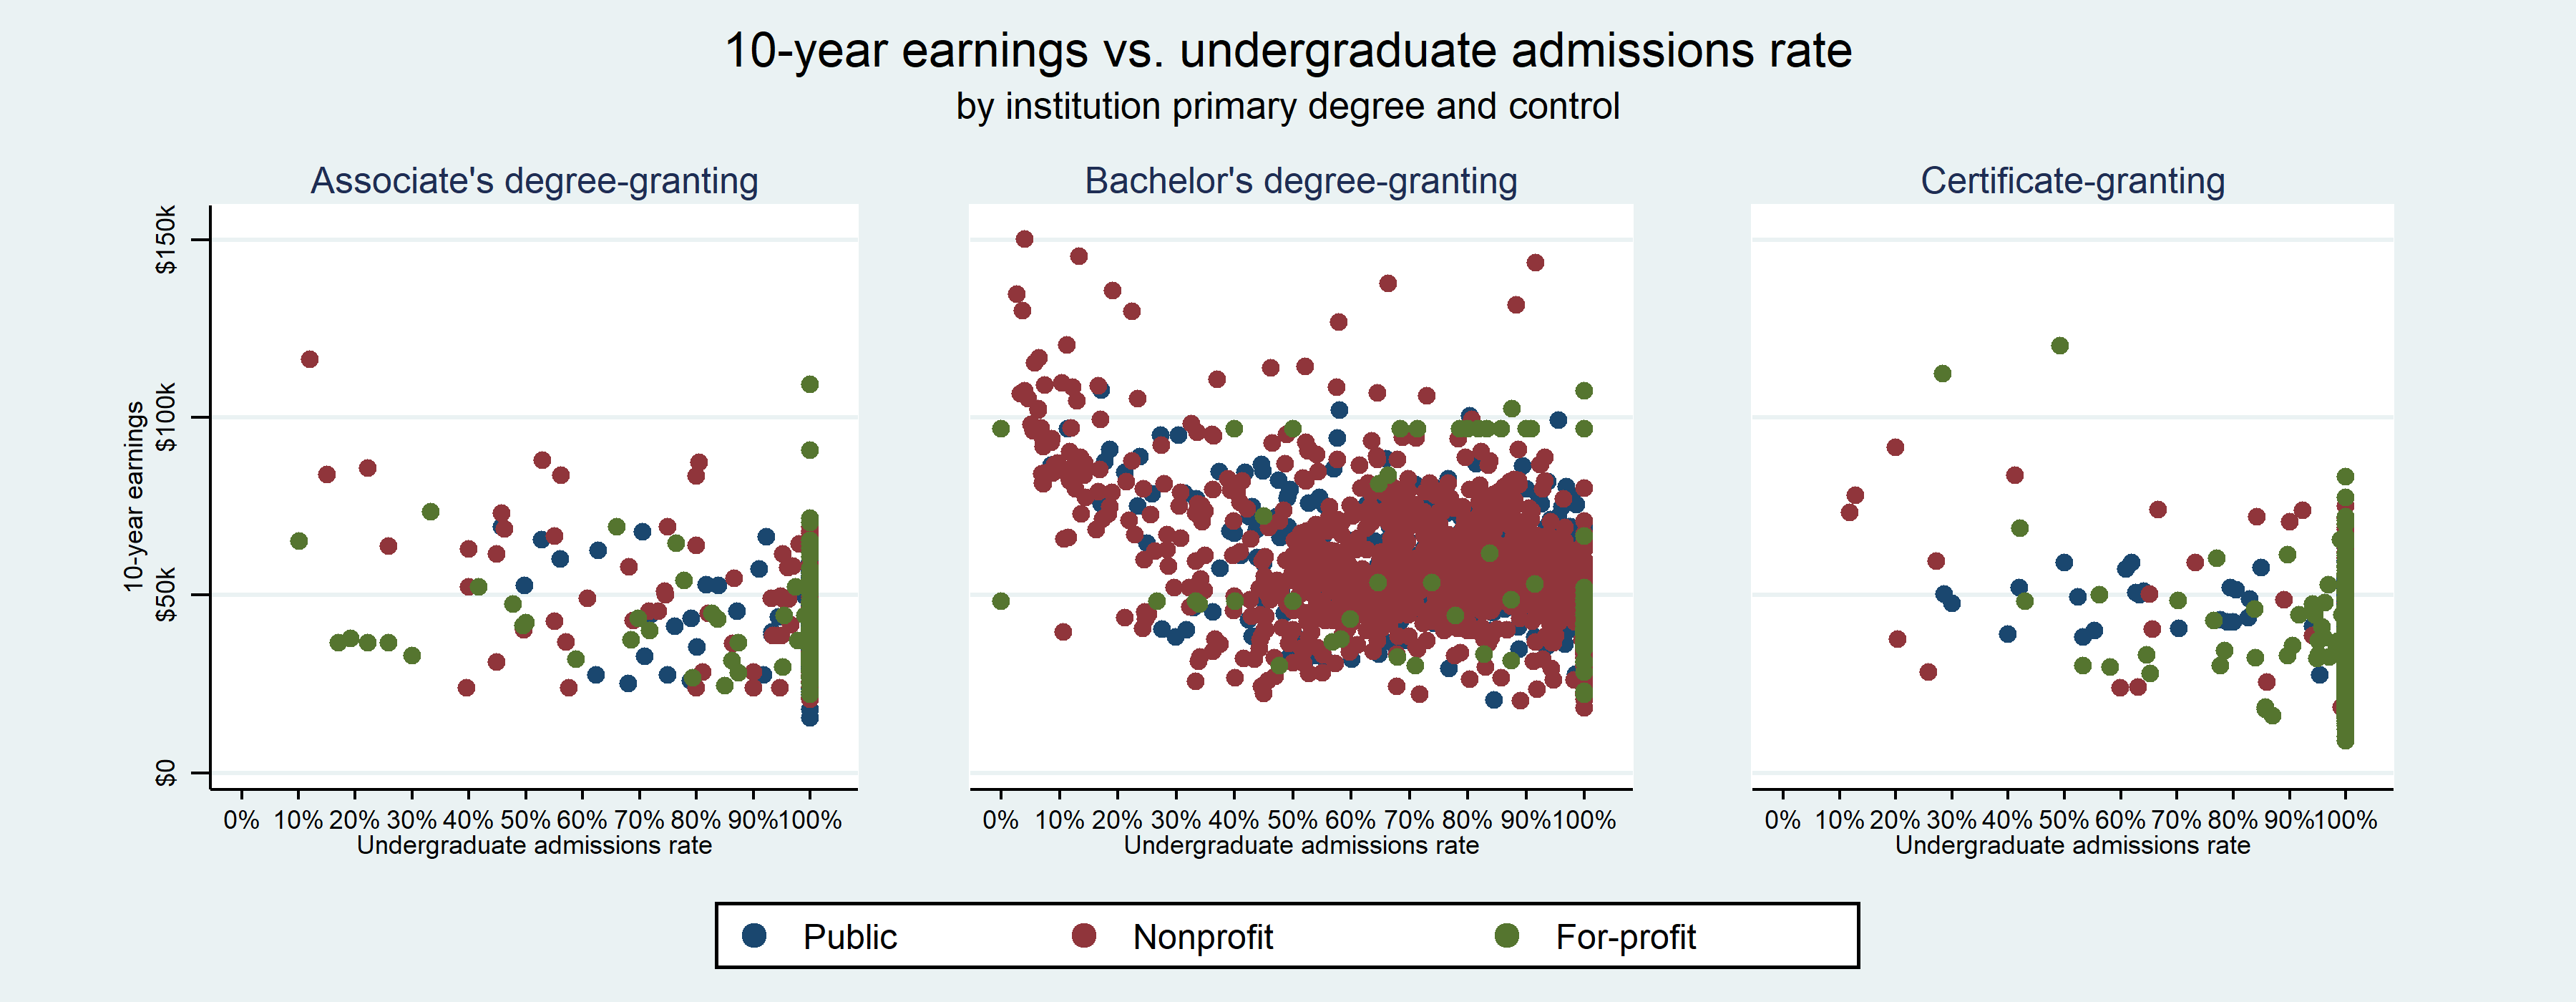 10-year earnings vs. undergraduate admissions rate
by institution primary degree and control
Associate's degree-granting
Bachelor's degree-granting
Certificate-granting
10-year earnings
$150k
$100k
$50k
$0
0% 10% 20% 30% 40% 50% 60% 70% 80% 90% 100%
Undergraduate admissions rate
0% 10% 20% 30% 40% 50% 60% 70% 80% 90% 100%
Undergraduate admissions rate
0% 10% 20% 30% 40% 50% 60% 70% 80% 90% 100%
Undergraduate admissions rate
Public Nonprofit For-profit